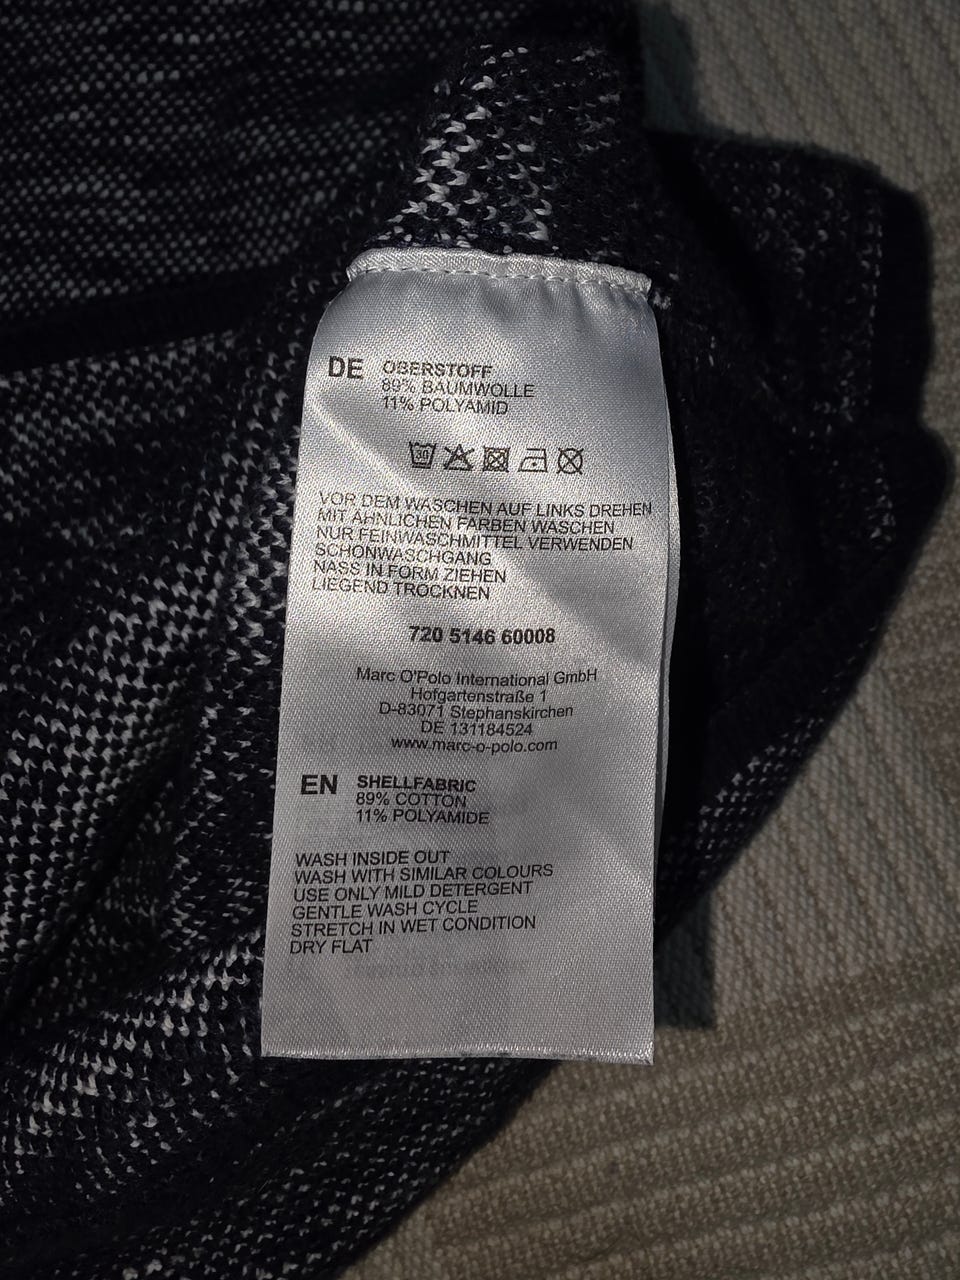 DE OBERSTOFF
89% BAUMWOLLE
11% POLYAMID
30
VOR DEM WASCHEN AUF LINKS DREHEN
MIT ÄHNLICHEN FARBEN WASCHEN
NUR FEINWASCHMITTEL VERWENDEN
SCHONWASCHGANG
NASS IN FORM ZIEHEN
LIEGEND TROCKNEN
720 5146 60008
Marc O'Polo International GmbH
Hofgartenstraße 1
D-83071 Stephanskirchen
DE 131184524
www.marc-o-polo.com
EN SHELLFABRIC
89% COTTON
11% POLYAMIDE
WASH INSIDE OUT
WASH WITH SIMILAR COLOURS
USE ONLY MILD DETERGENT
GENTLE WASH CYCLE
STRETCH IN WET CONDITION
DRY FLAT